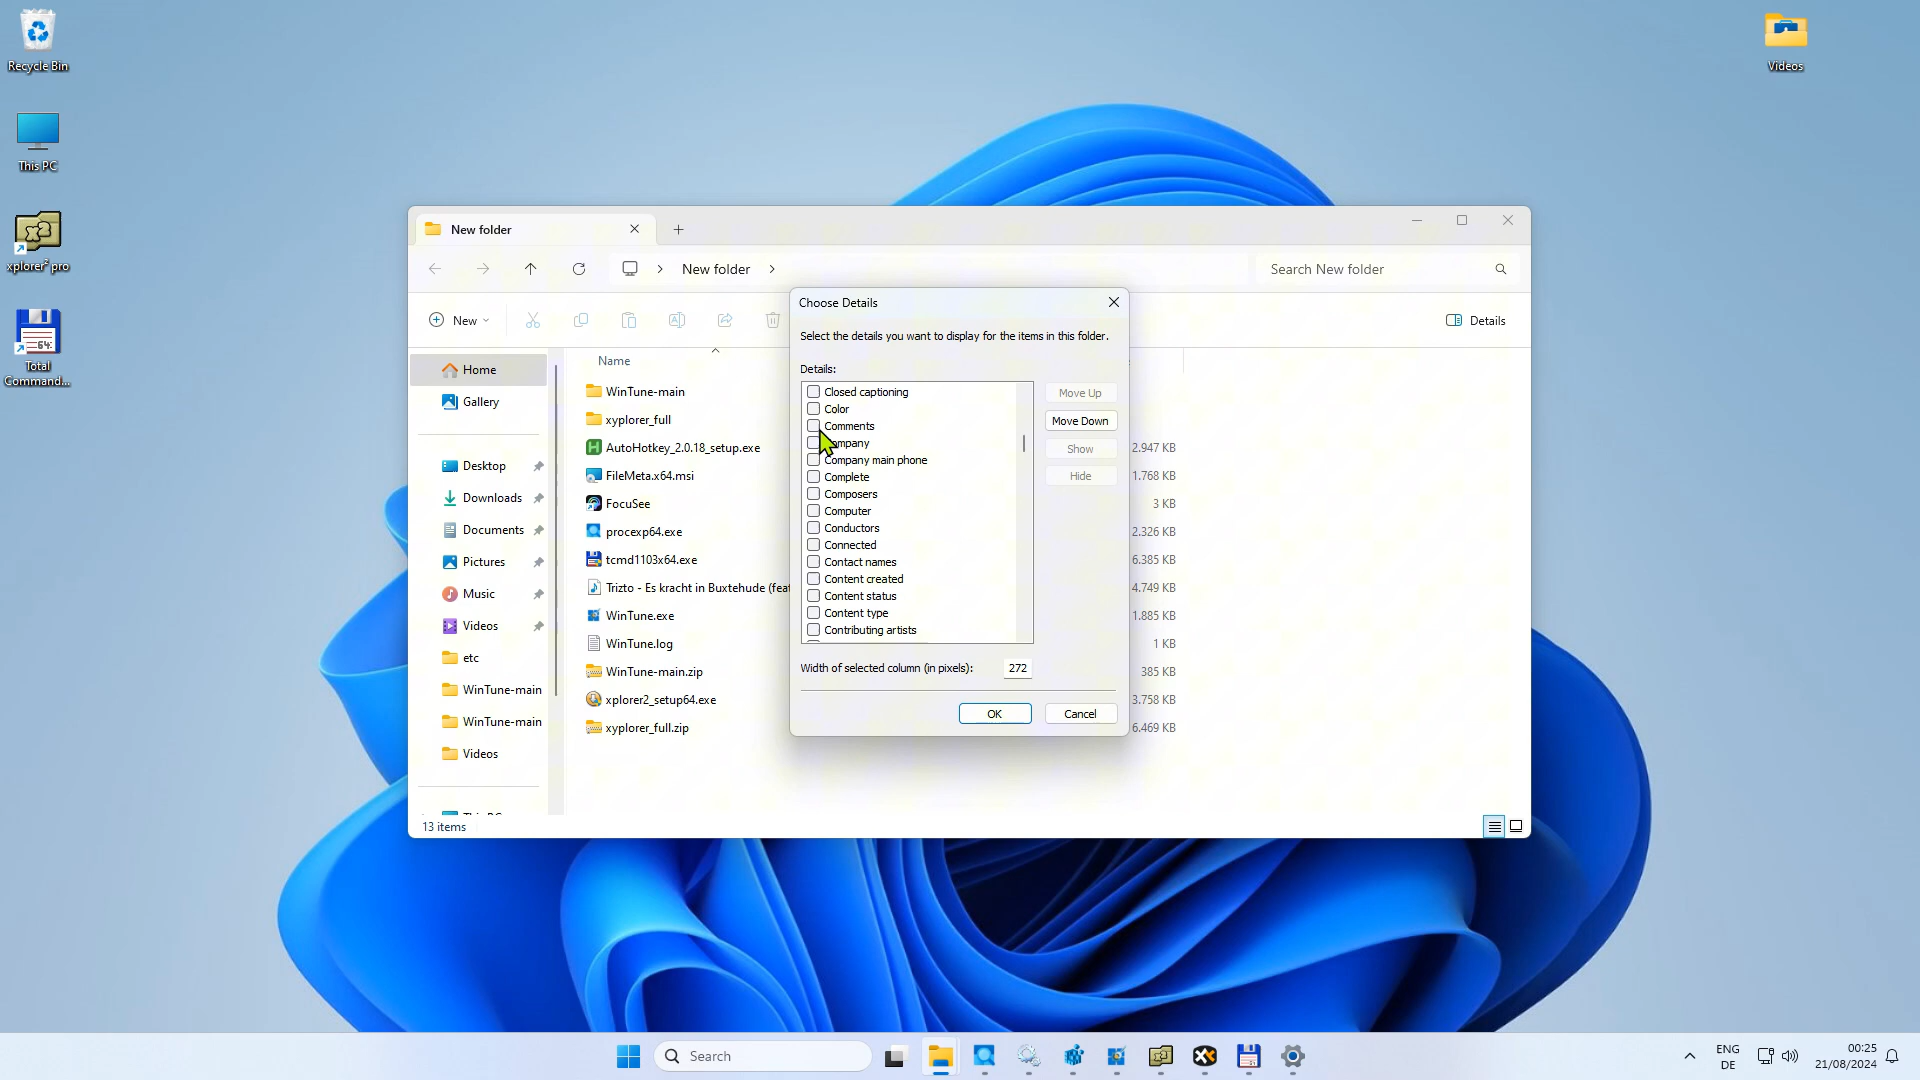 Recycle Bin
This PC
xplorer² pro
64
Total
Command...
Videos
New folder
New folder
Search New folder
New
Details
Home
Gallery
Desktop
Downloads
Documents
Pictures
Music
Videos
etc
WinTune-main
WinTune-main
Videos
Name
WinTune-main
xyplorer_full
AutoHotkey_2.0.18_setup.exe
2.947 KB
FileMeta.x64.msi
1.768 KB
FocuSee
3 KB
procexp64.exe
2.326 KB
tcmd1103x64.exe
6.385 KB
Trizto - Es kracht in Buxtehude (feat
4.749 KB
WinTune.exe
1.885 KB
WinTune.log
1 KB
WinTune-main.zip
385 KB
xplorer2_setup64.exe
3.758 KB
xyplorer_full.zip
6.469 KB
13 items
Choose Details
Select the details you want to display for the items in this folder.
Details:
Closed captioning
Color
Comments
mpany
Company main phone
Complete
Composers
Computer
Conductors
Connected
Contact names
Content created
Content status
Content type
Contributing artists
Move Up
Move Down
Show
Hide
Width of selected column (in pixels): 272
OK
Cancel
Search
ENG
DE
00:25
21/08/2024